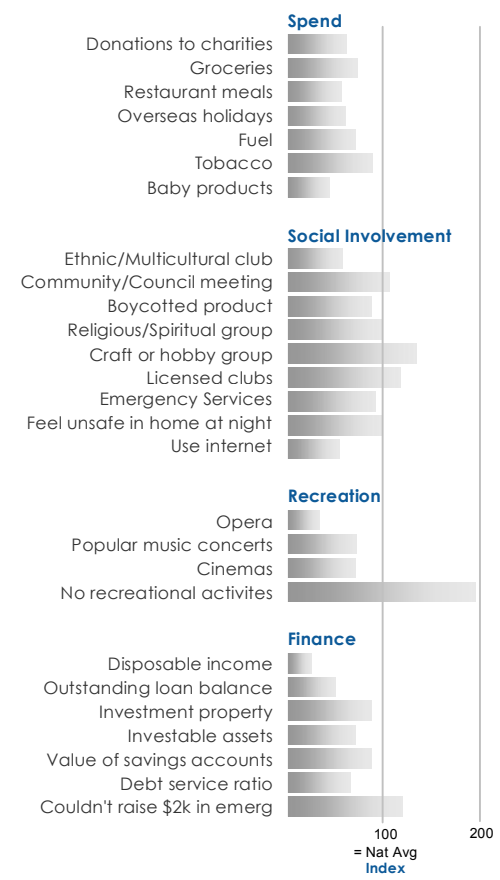 Spend
Donations to charities
Groceries
Restaurant meals
Overseas holidays
Fuel
Tobacco
Baby products
Social Involvement
Ethnic/Multicultural club
Community/Council meeting
Boycotted product
Religious/Spiritual group
Craft or hobby group
Licensed clubs
Emergency Services
Feel unsafe in home at night
Use internet
Recreation
Opera
Popular music concerts
Cinemas
No recreational activites
Finance
Disposable income
Outstanding loan balance
Investment property
Investable assets
Value of savings accounts
Debt service ratio
Couldn't raise $2k in emerg
100 200
= Nat Avg
Index